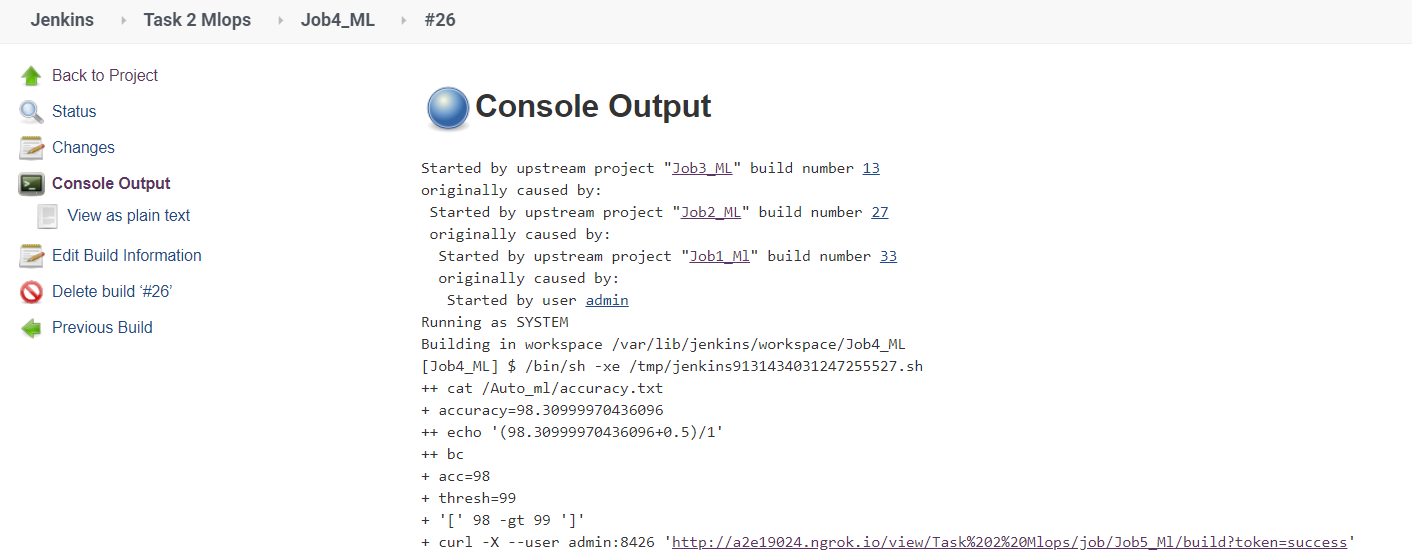 Jenkins Task 2 Mlops Job4_ML #26
Back to Project
Status
Changes
Console Output
View as plain text
Edit Build Information
Delete build ‘#26’
Previous Build
Console Output
Started by upstream project "Job3_ML" build number 13
originally caused by:
Started by upstream project "Job2_ML" build number 27
originally caused by:
Started by upstream project "Job1_Ml" build number 33
originally caused by:
Started by user admin
Running as SYSTEM
Building in workspace /var/lib/jenkins/workspace/Job4_ML
[Job4_ML] $ /bin/sh -xe /tmp/jenkins9131434031247255527.sh
++ cat /Auto_ml/accuracy.txt
+ accuracy=98.30999970436096
++ echo '(98.30999970436096+0.5)/1'
++ bc
+ acc=98
+ thresh=99
+ '[' 98 -gt 99 ']'
+ curl -X --user admin:8426 'http://a2e19024.ngrok.io/view/Task%202%20Mlops/job/Job5_Ml/build?token=success'